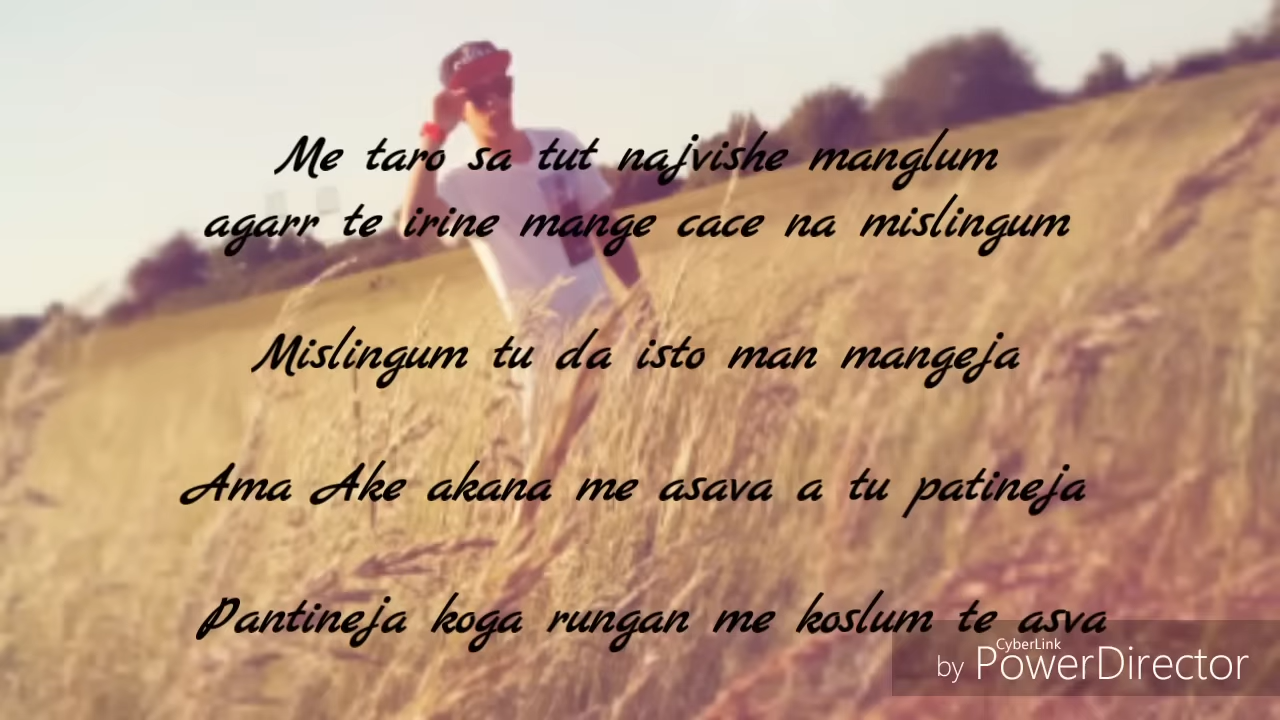 Me taro sa tut najvishe manglum
agarr te irine mange cace na mislingum
Mislingum tu da isto man mangeja
Ama Ake akana me asava a tu patineja
Pantineja koga rungan me koslum te asva
CyberLink
by PowerDirector